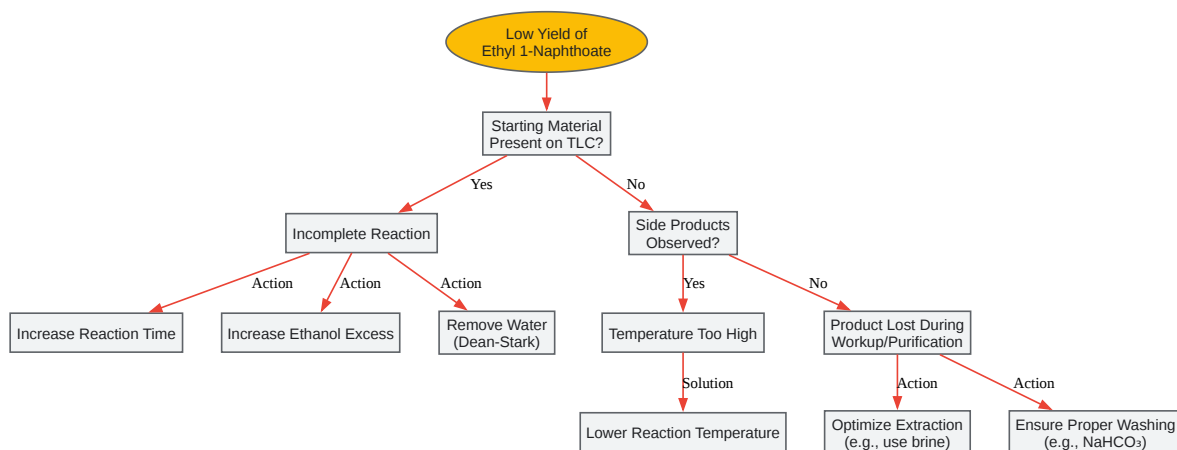 Low Yield of
Ethyl 1-Naphthoate
Starting Material
Present on TLC?
Yes
No
Incomplete Reaction
Side Products
Observed?
Action
Action
Action
Yes
No
Increase Reaction Time
Increase Ethanol Excess
Remove Water
(Dean-Stark)
Temperature Too High
Product Lost During
Workup/Purification
Solution
Action
Action
Lower Reaction Temperature
Optimize Extraction
(e.g., use brine)
Ensure Proper Washing
(e.g., NaHCO₃)